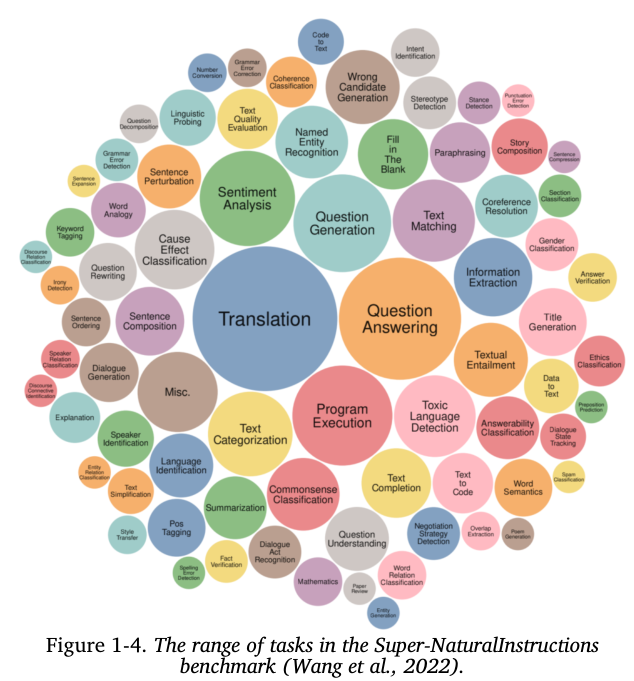 Code
to
Text
Intent
Identification
Number
Conversion
Grammar
Error
Correction
Coherence
Classification
Wrong
Candidate
Generation
Stereotype
Detection
Stance
Detection
Punctuation
Error
Detection
Question
Decomposition
Linguistic
Probing
Text
Quality
Evaluation
Named
Entity
Recognition
Fill
in
The
Blank
Paraphrasing
Story
Composition
Sentence
Compression
Grammar
Error
Detection
Sentence
Expansion
Sentence
Perturbation
Sentiment
Analysis
Question
Generation
Text
Matching
Coreference
Resolution
Section
Classification
Word
Analogy
Keyword
Tagging
Cause
Effect
Classification
Gender
Classification
Discourse
Relation
Classification
Question
Rewriting
Irony
Detection
Information
Extraction
Answer
Verification
Sentence
Ordering
Sentence
Composition
Translation
Question
Answering
Title
Generation
Speaker
Relation
Classification
Dialogue
Generation
Misc.
Textual
Entailment
Ethics
Classification
Discourse
Connective
Identification
Data
to
Text
Preposition
Prediction
Explanation
Speaker
Identification
Text
Categorization
Program
Execution
Toxic
Language
Detection
Answerability
Classification
Dialogue
State
Tracking
Entity
Relation
Classification
Language
Identification
Text
Simplification
Commonsense
Classification
Text
Completion
Text
to
Code
Word
Semantics
Spam
Classification
Style
Transfer
Pos
Tagging
Summarization
Question
Understanding
Negotiation
Strategy
Detection
Overlap
Extraction
Poem
Generation
Spelling
Error
Detection
Fact
Verification
Dialogue
Act
Recognition
Mathematics
Paper
Review
Word
Relation
Classification
Entity
Generation
Figure 1-4. The range of tasks in the Super-NaturalInstructions
benchmark (Wang et al., 2022).